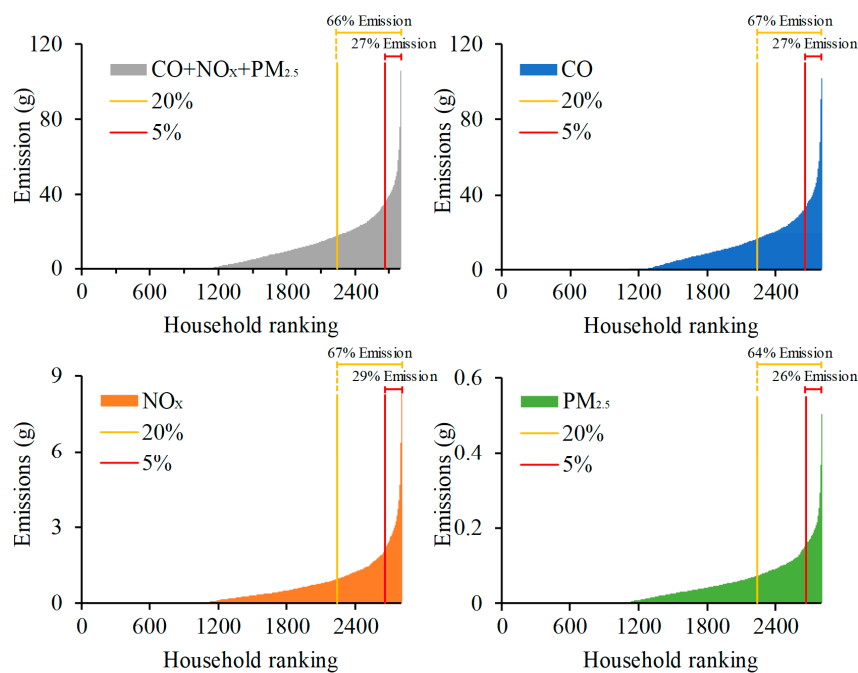 66% Emission
27% Emission
120
80
40
0
Emission (g)
CO+NOX+PM2.5
20%
5%
0 600 1200 1800 2400
Household ranking
67% Emission
27% Emission
120
80
40
0
Emissions (g)
CO
20%
5%
0 600 1200 1800 2400
Household ranking
67% Emission
29% Emission
9
6
3
0
Emissions (g)
NOX
20%
5%
0 600 1200 1800 2400
Household ranking
64% Emission
26% Emission
0.6
0.4
0.2
0
Emissions (g)
PM2.5
20%
5%
0 600 1200 1800 2400
Household ranking